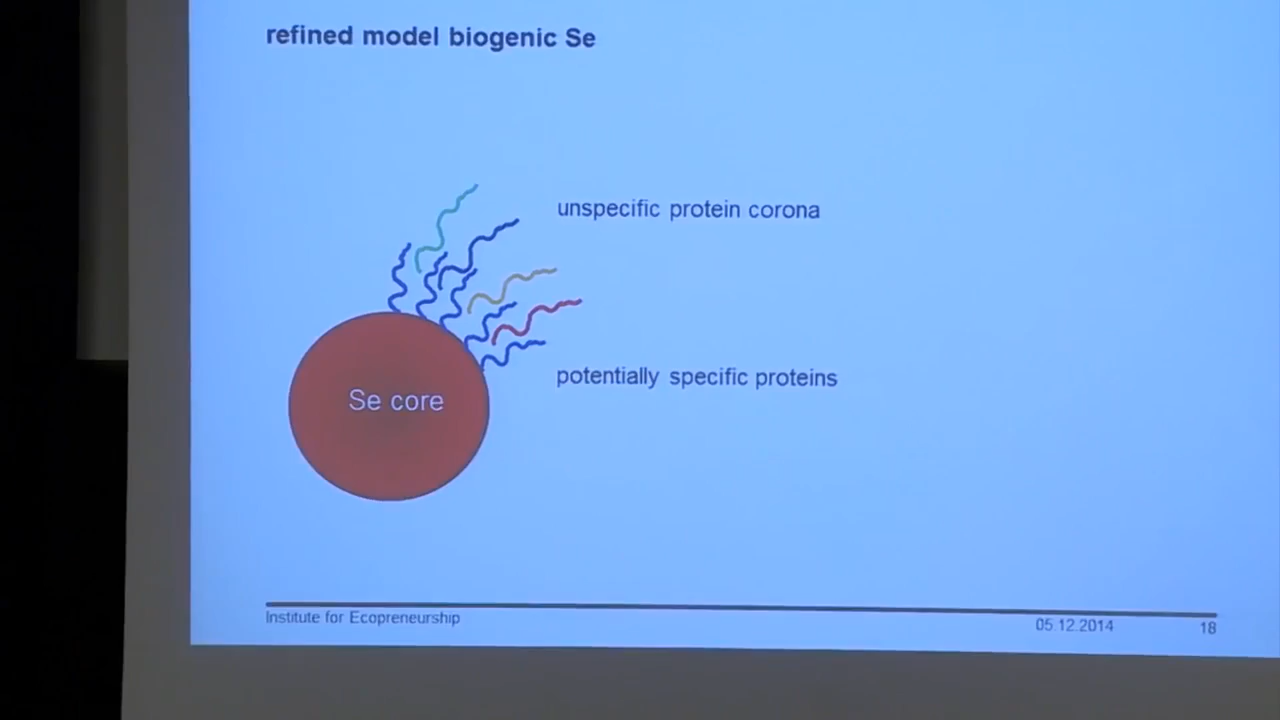 refined model biogenic Se
unspecific protein corona
potentially specific proteins
Se core
Institute for Ecopreneurship
05.12.2014
18